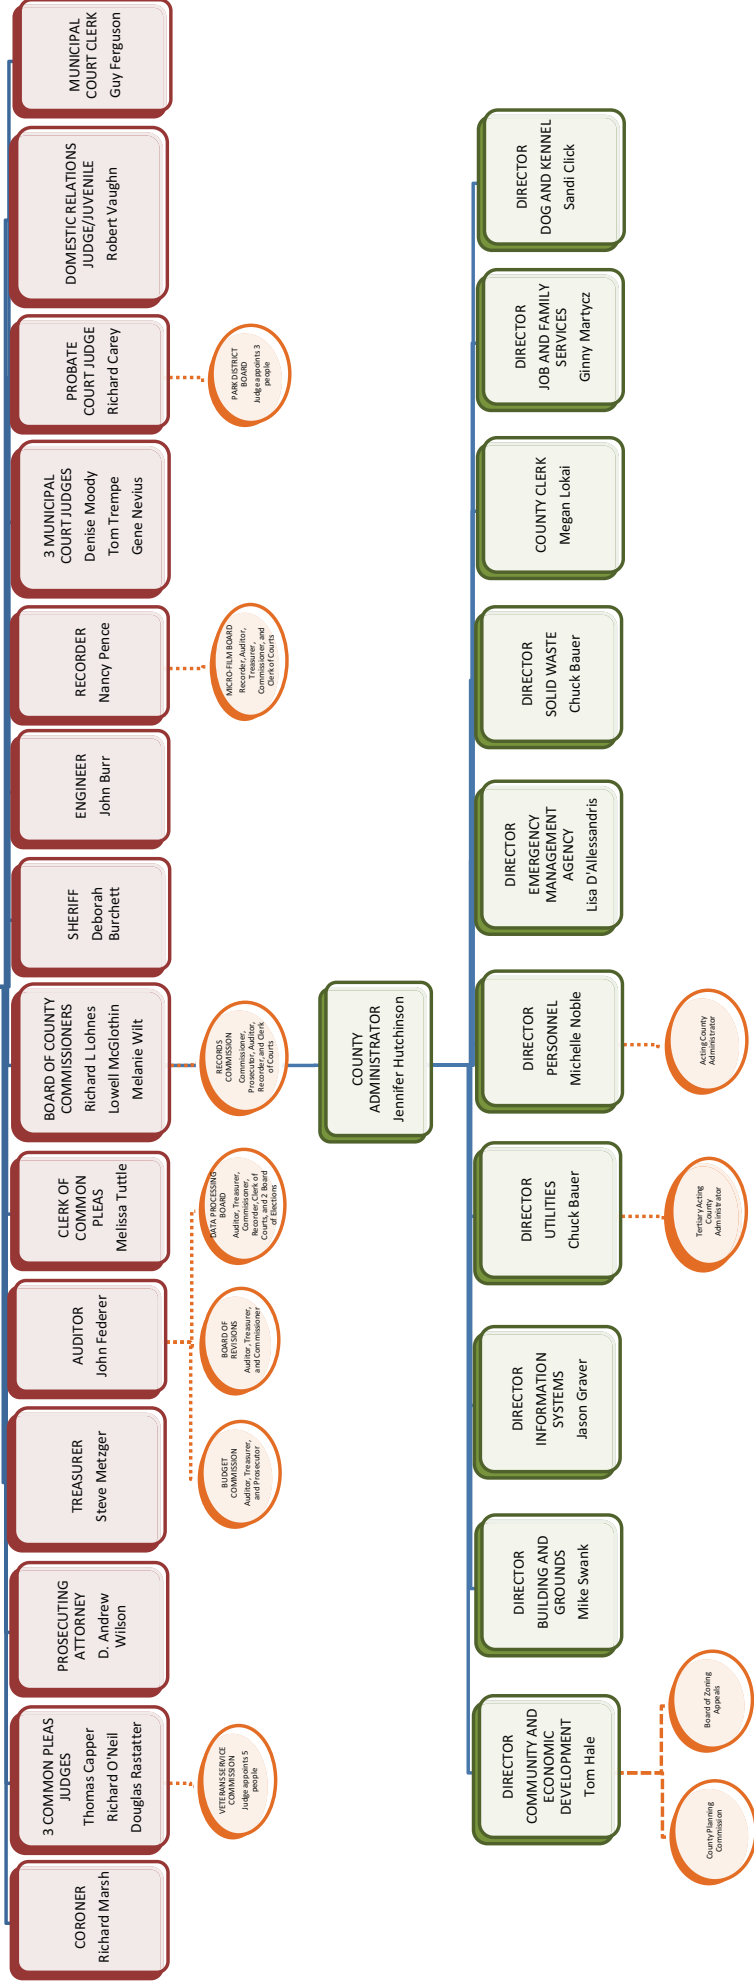 CORONER
Richard Marsh
3 COMMON PLEAS
JUDGES
Thomas Capper
Richard O'Neil
Douglas Rastatter
PROSECUTING
ATTORNEY
D. Andrew
Wilson
TREASURER
Steve Metzger
AUDITOR
John Federer
CLERK OF
COMMON
PLEAS
Melissa Tuttle
BOARD OF COUNTY
COMMISSIONERS
Richard L Lohnes
Lowell McGlothin
Melanie Wilt
SHERIFF
Deborah
Burchett
ENGINEER
John Burr
RECORDER
Nancy Pence
3 MUNICIPAL
COURT JUDGES
Denise Moody
Tom Trempe
Gene Nevius
PROBATE
COURT JUDGE
Richard Carey
DOMESTIC RELATIONS
JUDGE/JUVENILE
Robert Vaughn
MUNICIPAL
COURT CLERK
Guy Ferguson
VETERANS SERVICE
COMMISSION
Judge appoints 5
people
BUDGET
COMMISSION
Auditor, Treasurer,
and Prosecutor
BOARD OF
REVISIONS
Auditor, Treasurer,
and Commissioner
DATA PROCESSING
BOARD
Auditor, Treasurer,
Commisisoner,
Recorder, Clerk of
Courts, and 2 Board
of Elections
RECORDS
COMMISSION
Commissioner,
Prosecutor, Auditor,
Recorder, and Clerk
of Courts
MICRO-FILM BOARD
Recorder, Auditor,
Treasurer,
Commissioner, and
Clerk of Courts
PARK DISTRICT
BOARD
Judge appoints 3
people
COUNTY
ADMINISTRATOR
Jennifer Hutchinson
DIRECTOR
COMMUNITY AND
ECONOMIC
DEVELOPMENT
Tom Hale
DIRECTOR
BUILDING AND
GROUNDS
Mike Swank
DIRECTOR
INFORMATION
SYSTEMS
Jason Graver
DIRECTOR
UTILITIES
Chuck Bauer
DIRECTOR
PERSONNEL
Michelle Noble
DIRECTOR
EMERGENCY
MANAGEMENT
AGENCY
Lisa D'Allessandris
DIRECTOR
SOLID WASTE
Chuck Bauer
COUNTY CLERK
Megan Lokai
DIRECTOR
JOB AND FAMILY
SERVICES
Ginny Martycz
DIRECTOR
DOG AND KENNEL
Sandi Click
County Planning
Commission
Board of Zoning
Appeals
Tertiary Acting
County
Administrator
Acting County
Administrator